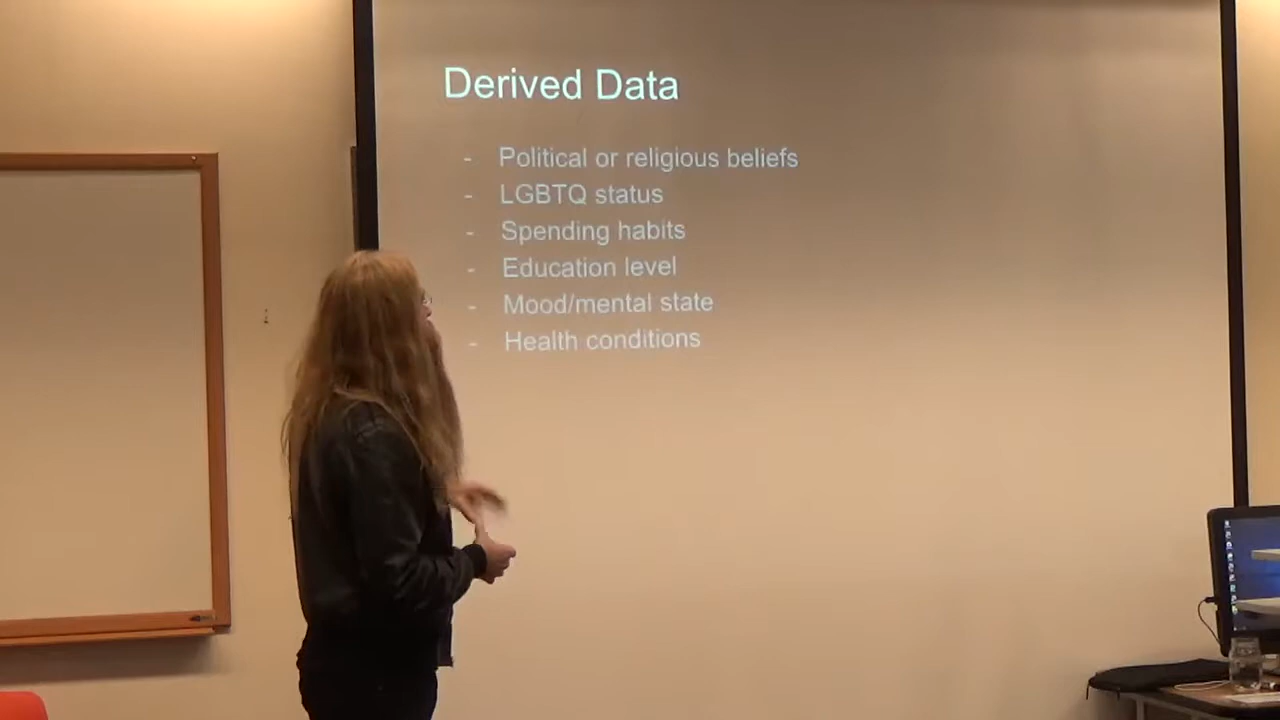 Derived Data
- Political or religious beliefs
- LGBTQ status
- Spending habits
- Education level
- Mood/mental state
- Health conditions